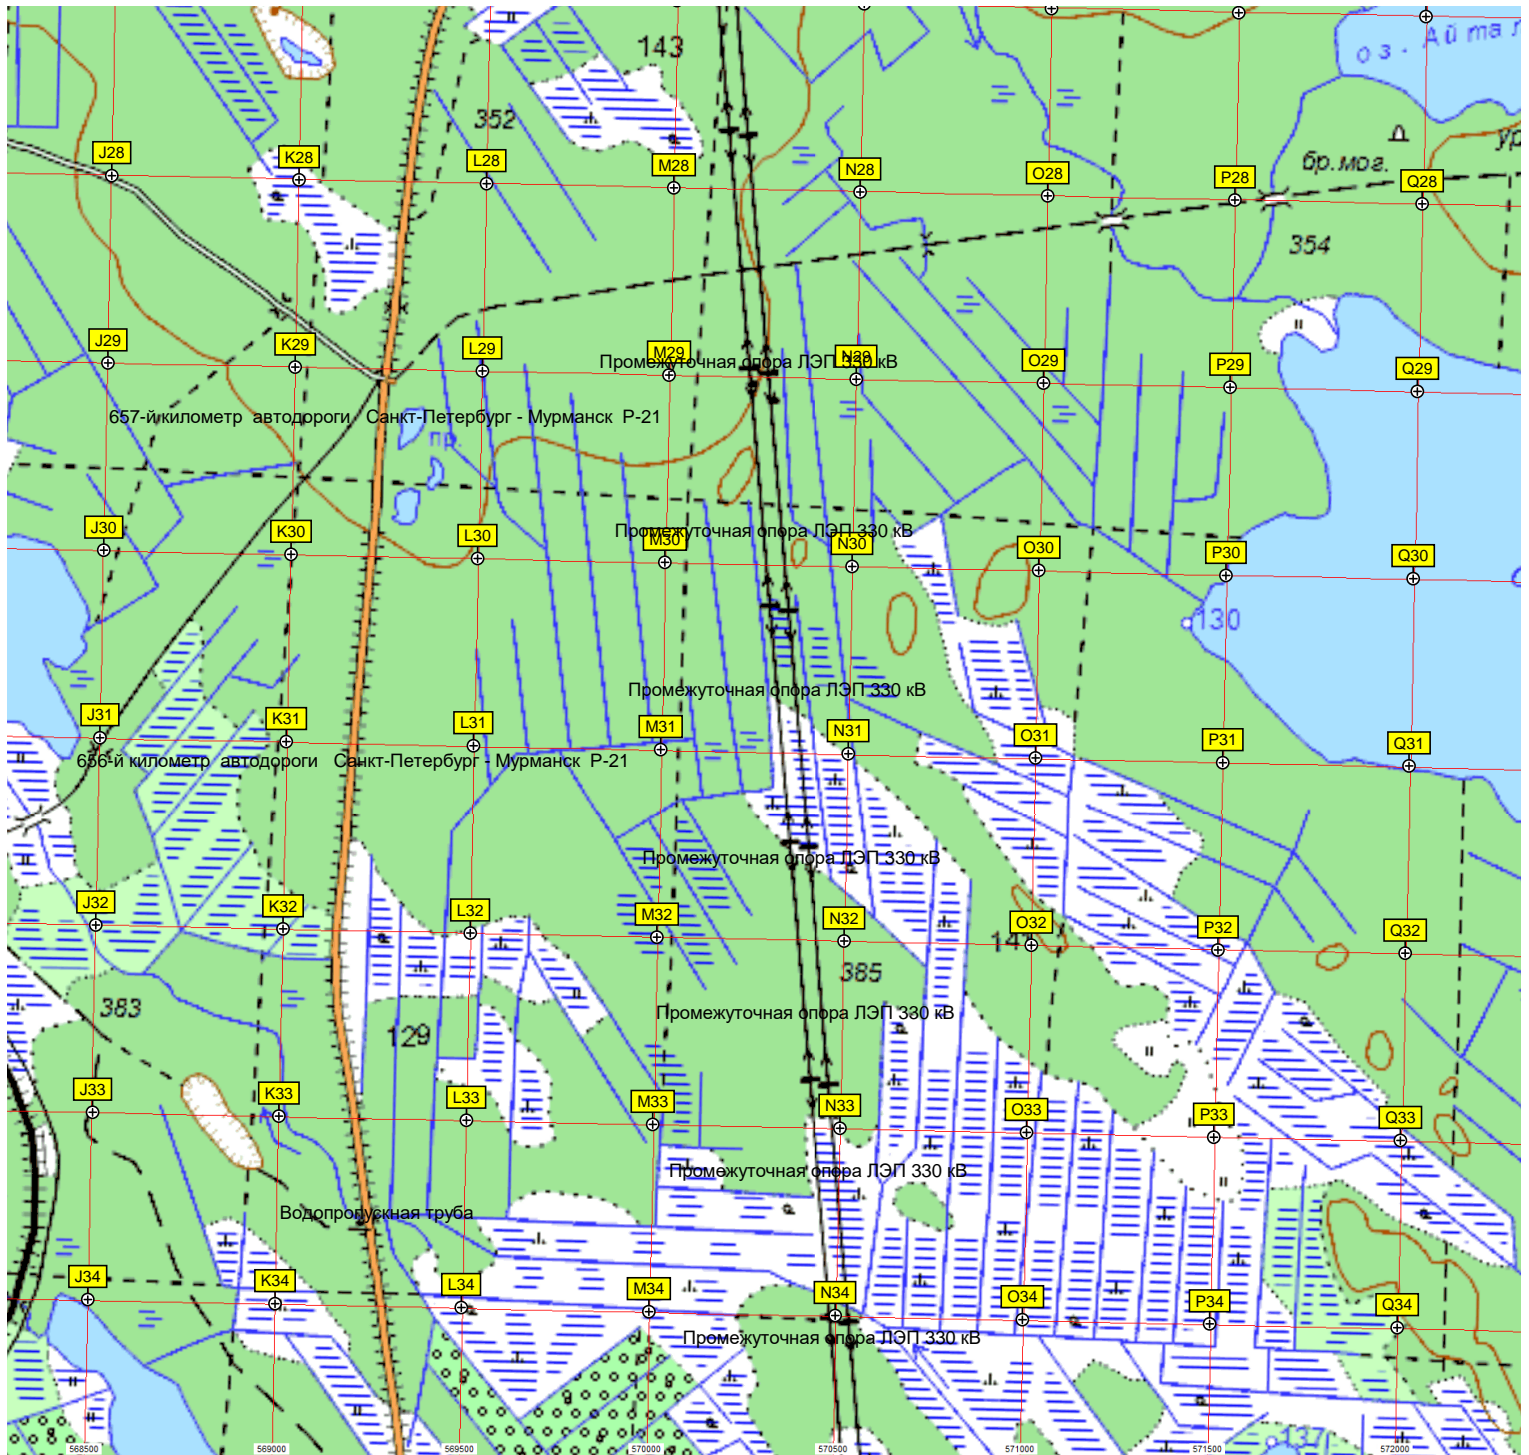 143
оз. Айта
352
ур
бр.мог.
J28
K28
L28
M28
N28
O28
P28
Q28
354
J29
K29
L29
M29
N29
O29
P29
Q29
Промежуточная опора ЛЭП 330 кВ
657-й километр автодороги Санкт-Петербург - Мурманск Р-21
пр.
Промежуточная опора ЛЭП 330 кВ
J30
K30
L30
M30
N30
O30
P30
Q30
130
Промежуточная опора ЛЭП 330 кВ
J31
K31
L31
M31
N31
O31
P31
Q31
656-й километр автодороги Санкт-Петербург - Мурманск Р-21
Промежуточная опора ЛЭП 330 кВ
J32
K32
L32
M32
N32
O32
P32
Q32
385
383
Промежуточная опора ЛЭП 330 кВ
129
J33
K33
L33
M33
N33
O33
P33
Q33
Промежуточная опора ЛЭП 330 кВ
Водопропускная труба
J34
K34
L34
M34
N34
O34
P34
Q34
Промежуточная опора ЛЭП 330 кВ
137
568500
569000
569500
570000
570500
571000
571500
572000